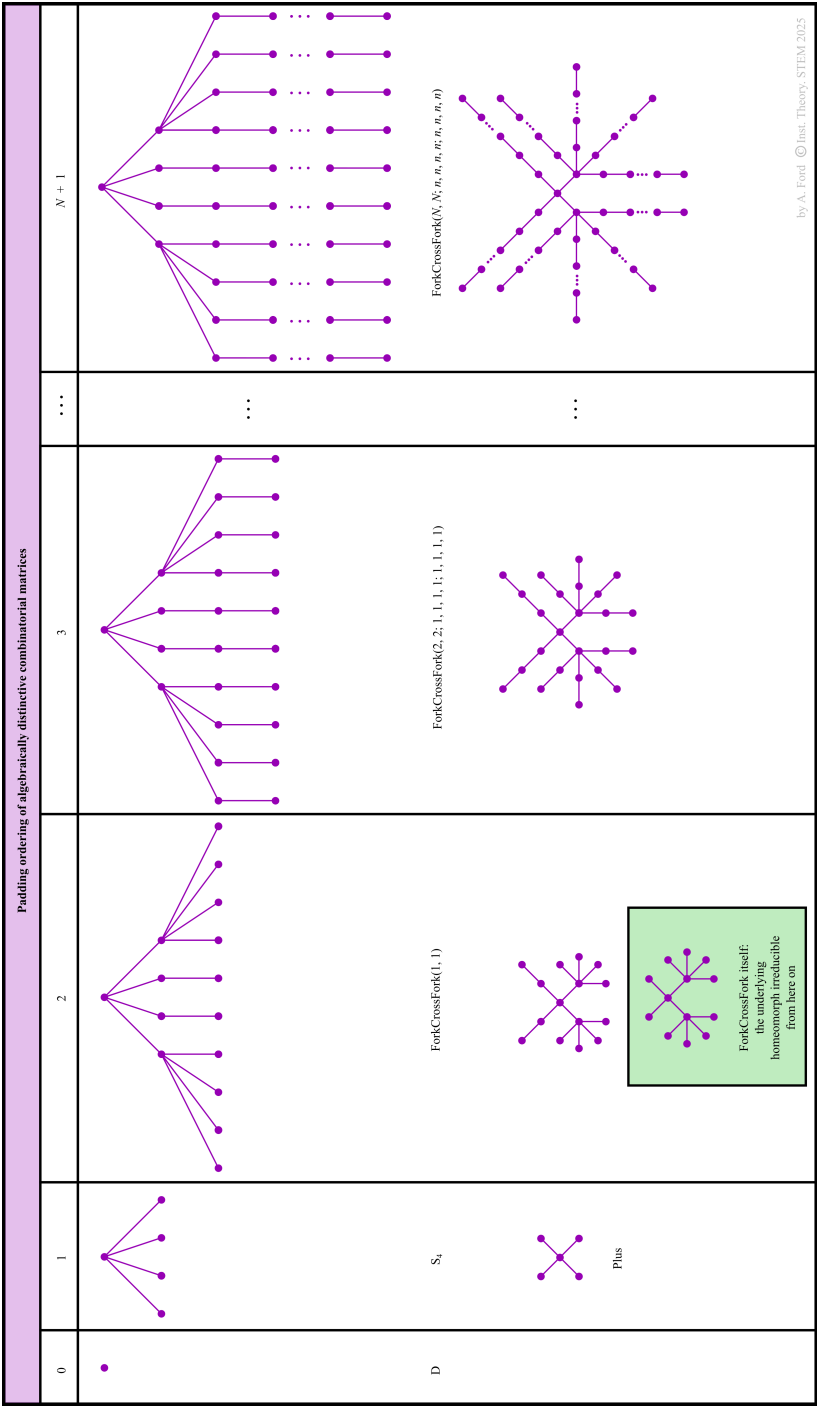 Padding ordering of algebraically distinctive combinatorial matrices
0
1
2
3
...
N + 1
...
...
D
S₄
ForkCrossFork(1, 1)
ForkCrossFork(2, 2; 1, 1, 1, 1; 1, 1, 1, 1)
ForkCrossFork(N, N; n, n, n, n; n, n, n, n)
Plus
ForkCrossFork itself:
the underlying
homeomorph irreducible
from here on
by A. Ford © Inst. Theory. STEM 2025